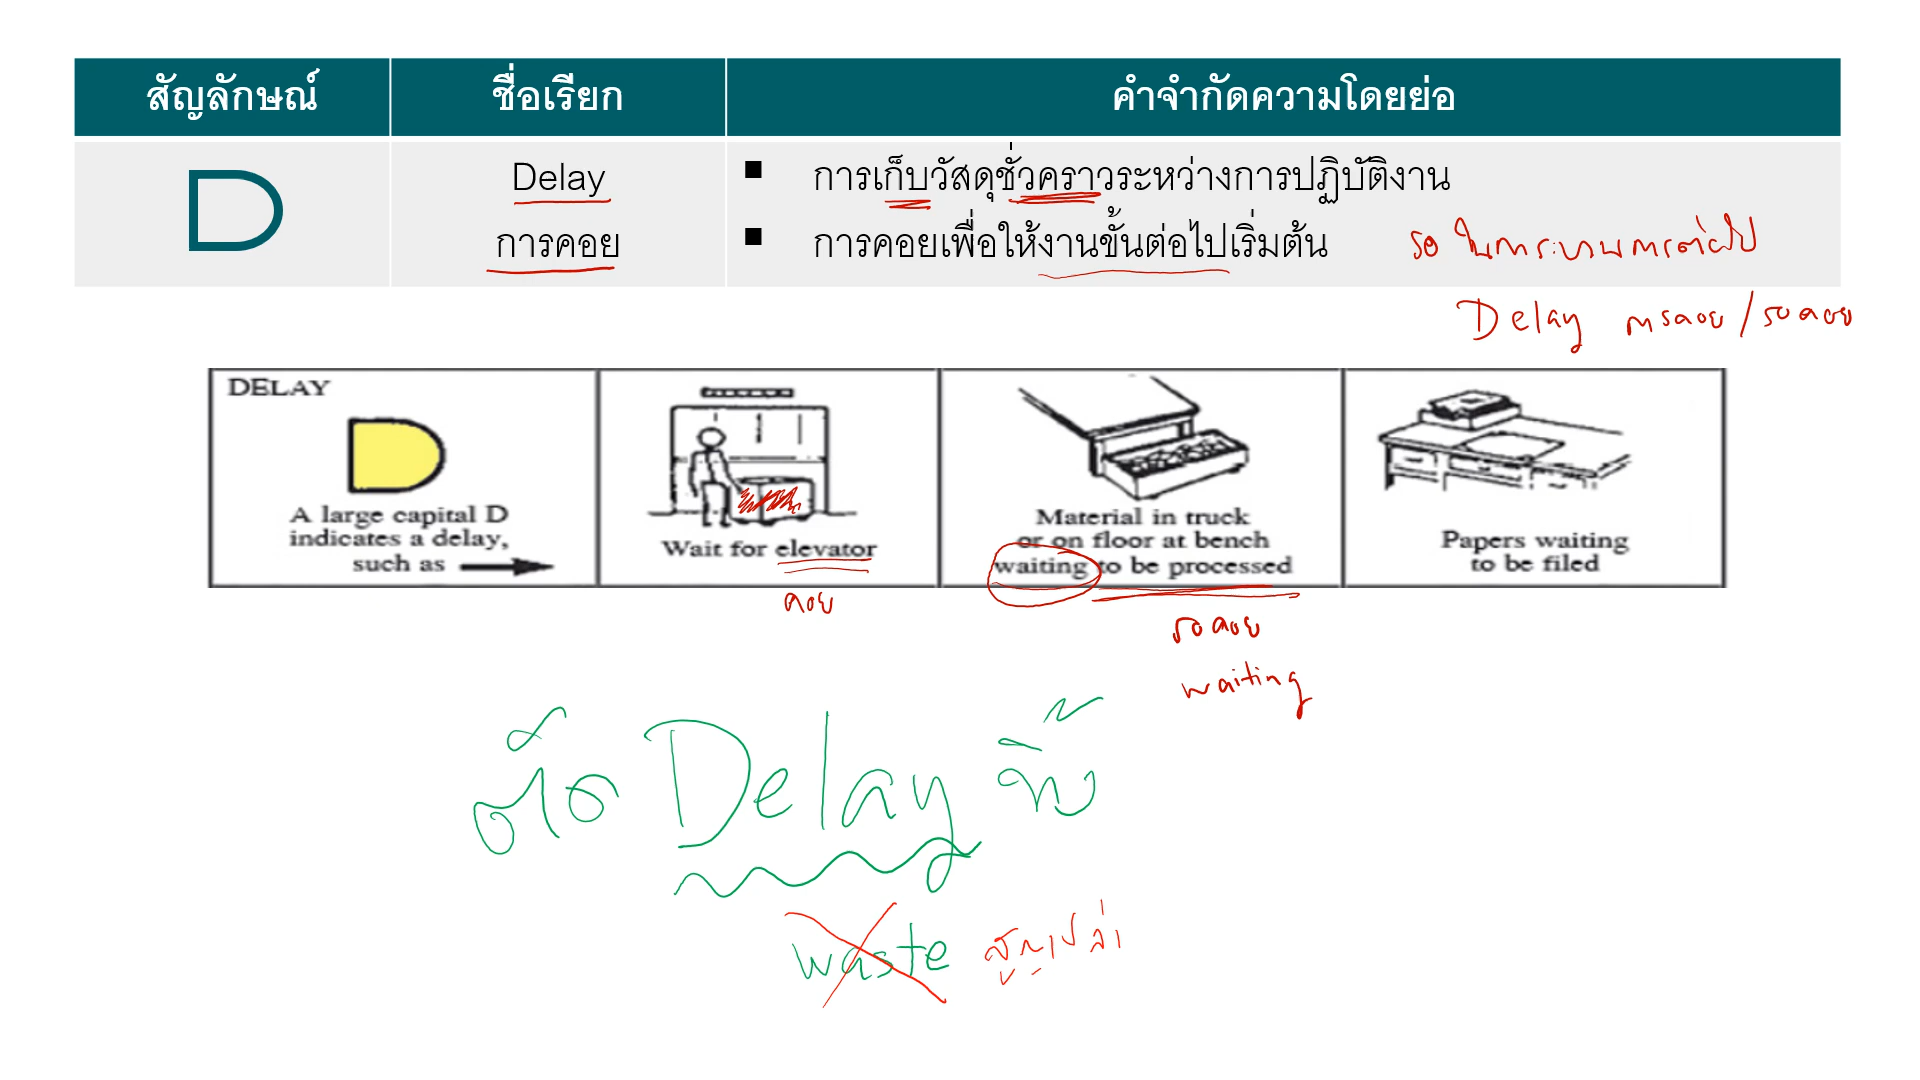 สัญลักษณ์ ชื่อเรียก คำจำกัดความโดยย่อ
Delay
การคอย
■ การเก็บวัสดุชั่วคราวระหว่างการปฏิบัติงาน
■ การคอยเพื่อให้งานขั้นต่อไปเริ่มต้น
รอ ในกระบวนการต่อไป
Delay การคอย / รอคอย
DELAY
A large capital D
indicates a delay,
such as
Wait for elevator
คอย
Material in truck
or on floor at bench
waiting to be processed
รอคอย
waiting
Papers waiting
to be filed
ตัด Delay ทิ้ง
waste สูญเปล่า